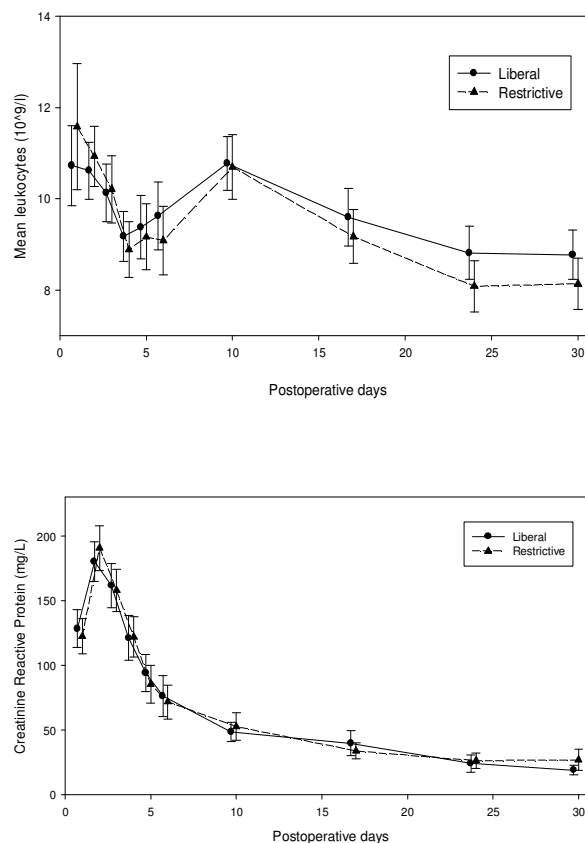 14
12
10
8
0 5 10 15 20 25 30
Mean leukocytes (10^9/l)
Postoperative days
Liberal
Restrictive
200
150
100
50
0
0 5 10 15 20 25 30
Creatinine Reactive Protein (mg/L)
Postoperative days
Liberal
Restrictive